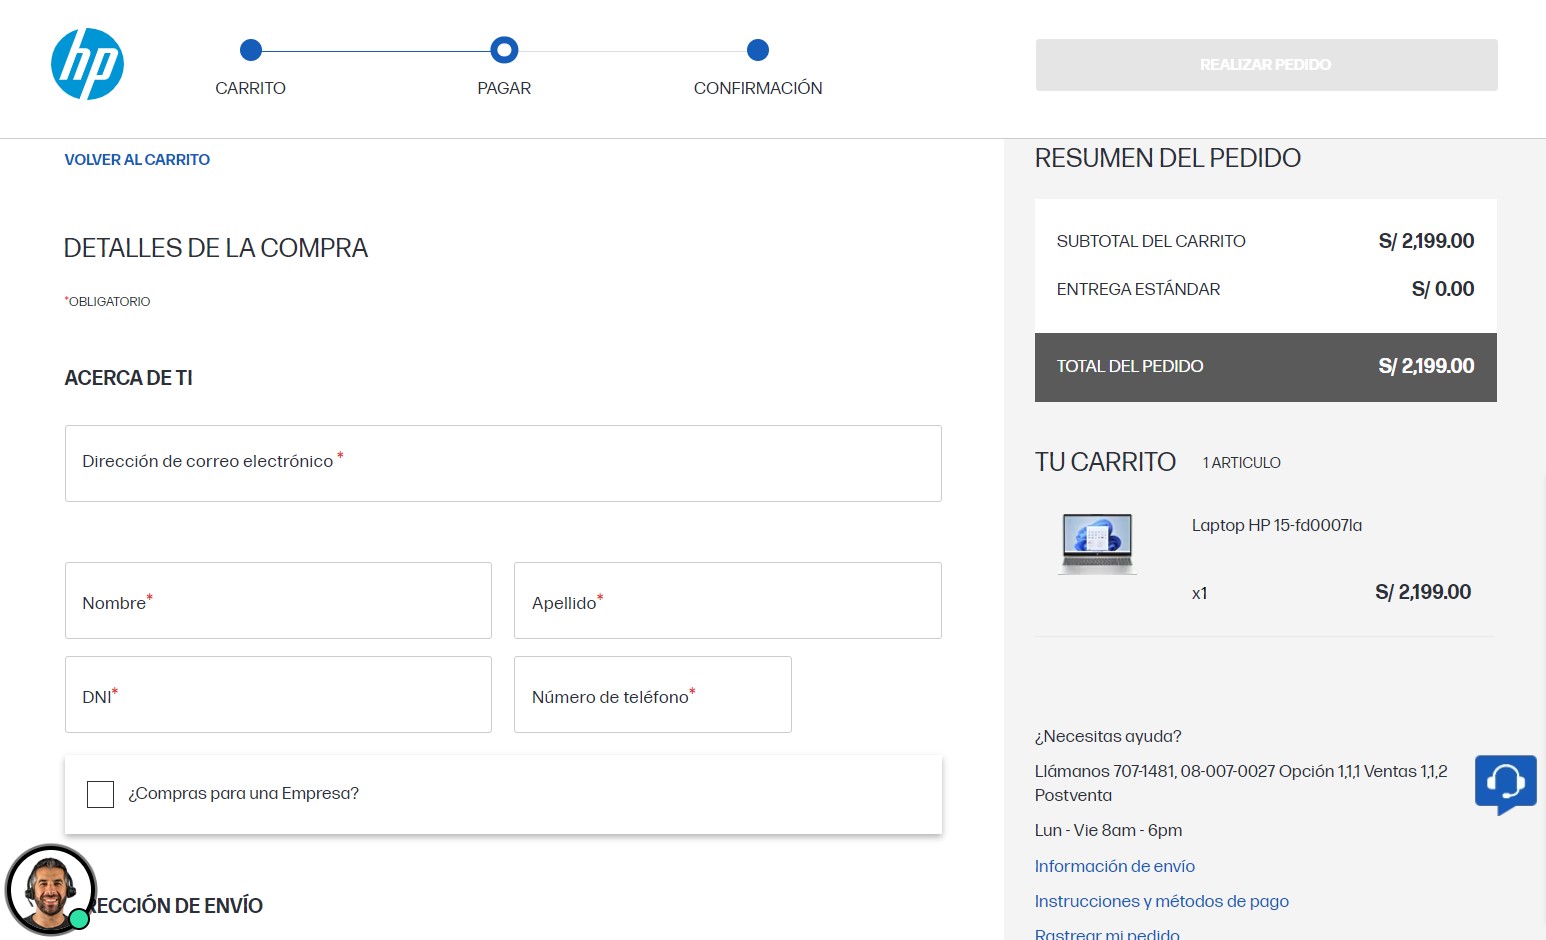 hp
CARRITO
PAGAR
CONFIRMACIÓN
REALIZAR PEDIDO
VOLVER AL CARRITO
DETALLES DE LA COMPRA
*OBLIGATORIO
ACERCA DE TI
Dirección de correo electrónico *
Nombre*
Apellido*
DNI*
Número de teléfono*
¿Compras para una Empresa?
RECCIÓN DE ENVÍO
RESUMEN DEL PEDIDO
SUBTOTAL DEL CARRITO S/ 2,199.00
ENTREGA ESTÁNDAR S/ 0.00
TOTAL DEL PEDIDO S/ 2,199.00
TU CARRITO 1 ARTICULO
Laptop HP 15-fd0007la
x1 S/ 2,199.00
¿Necesitas ayuda?
Llámanos 707-1481, 08-007-0027 Opción 1,1,1 Ventas 1,1,2
Postventa
Lun - Vie 8am - 6pm
Información de envío
Instrucciones y métodos de pago
Rastrear mi pedido